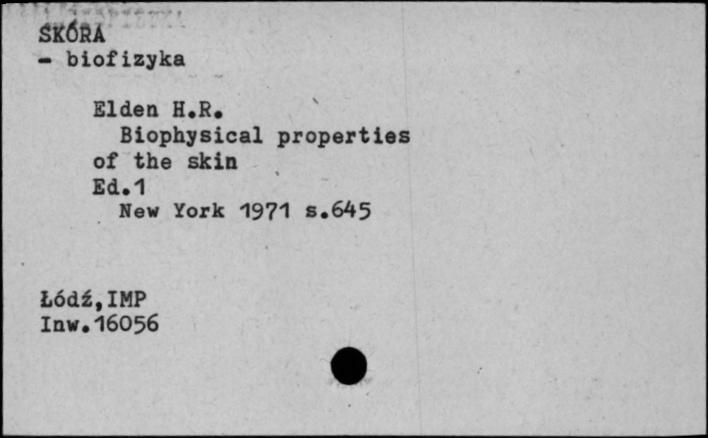 SKÓRA
- biofizyka
Elden H.R.
Biophysical properties
of the skin
Ed.1
New York 1971 s.645
Łódź,IMP
Inw.16056